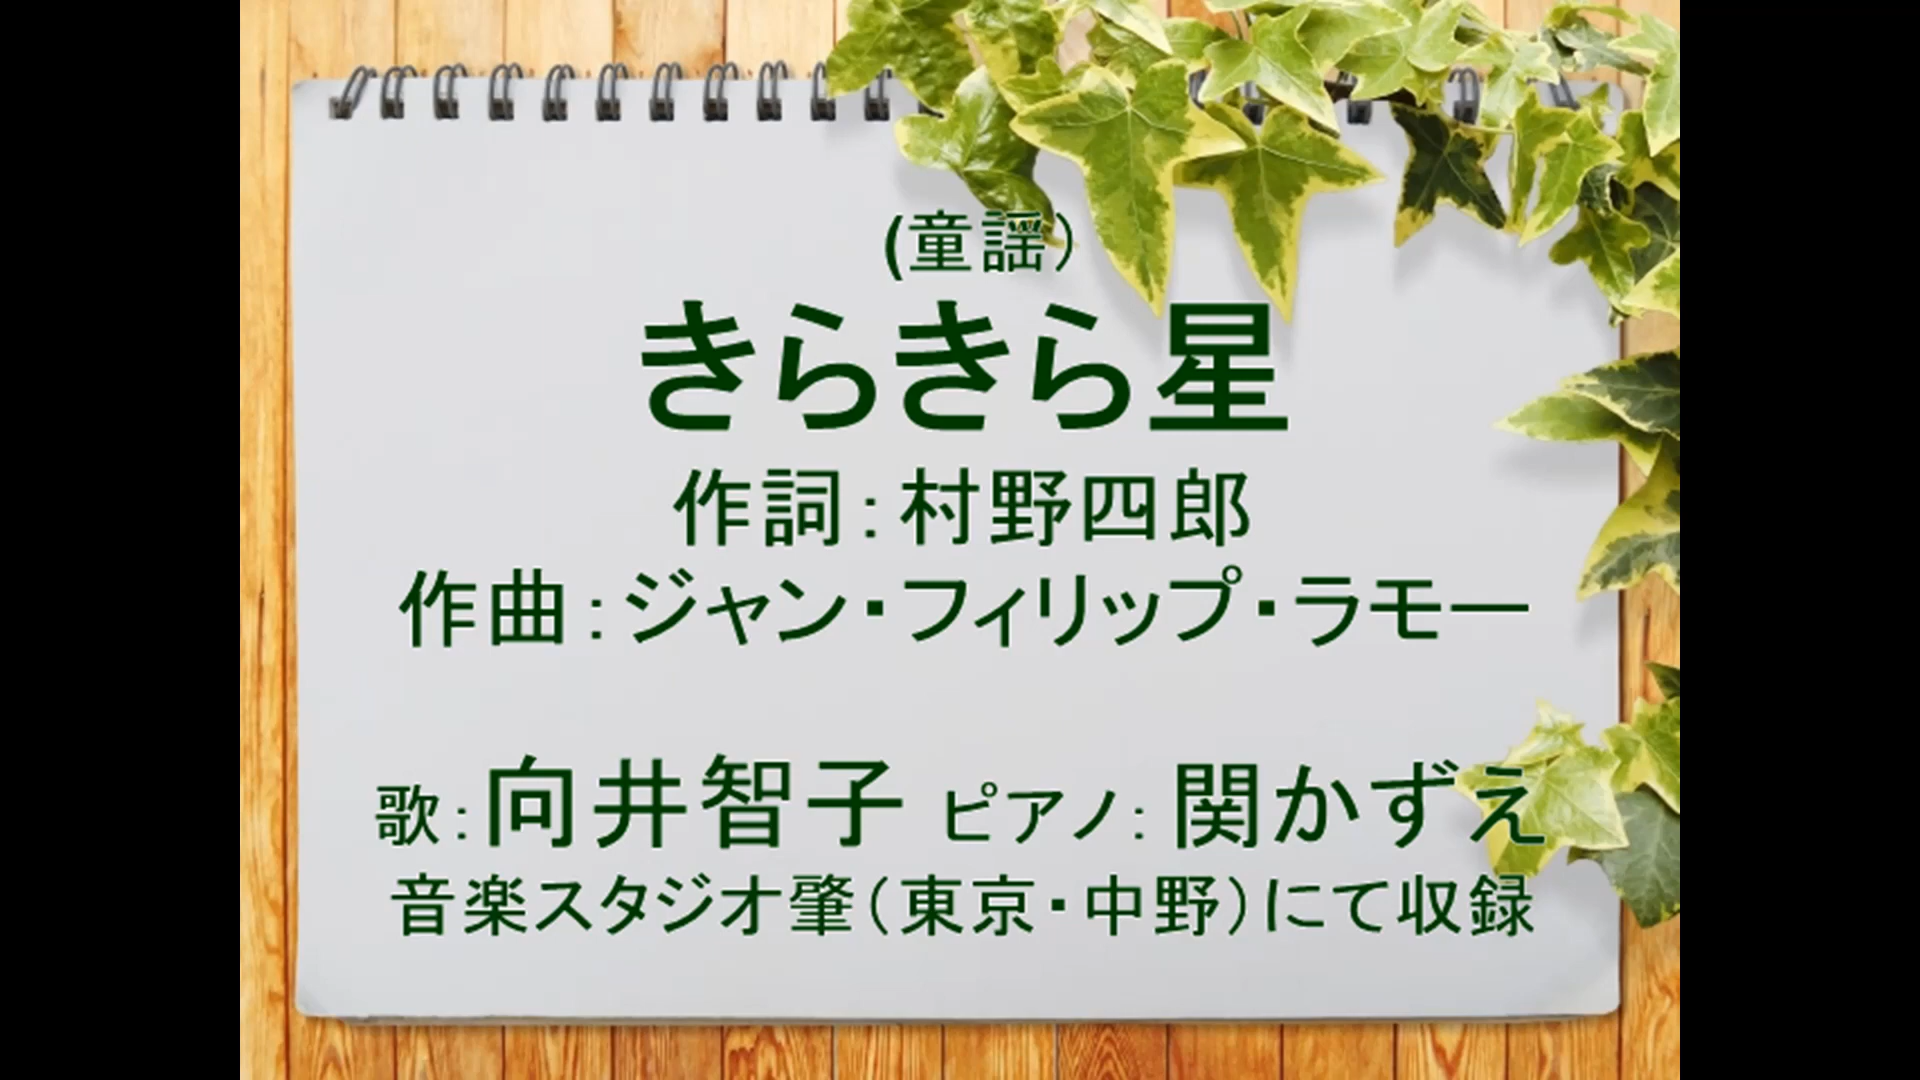 (童謡）
きらきら星
作詞：村野四郎
作曲：ジャン・フィリップ・ラモー
歌：向井智子 ピアノ：関かずえ
音楽スタジオ肇（東京・中野）にて収録